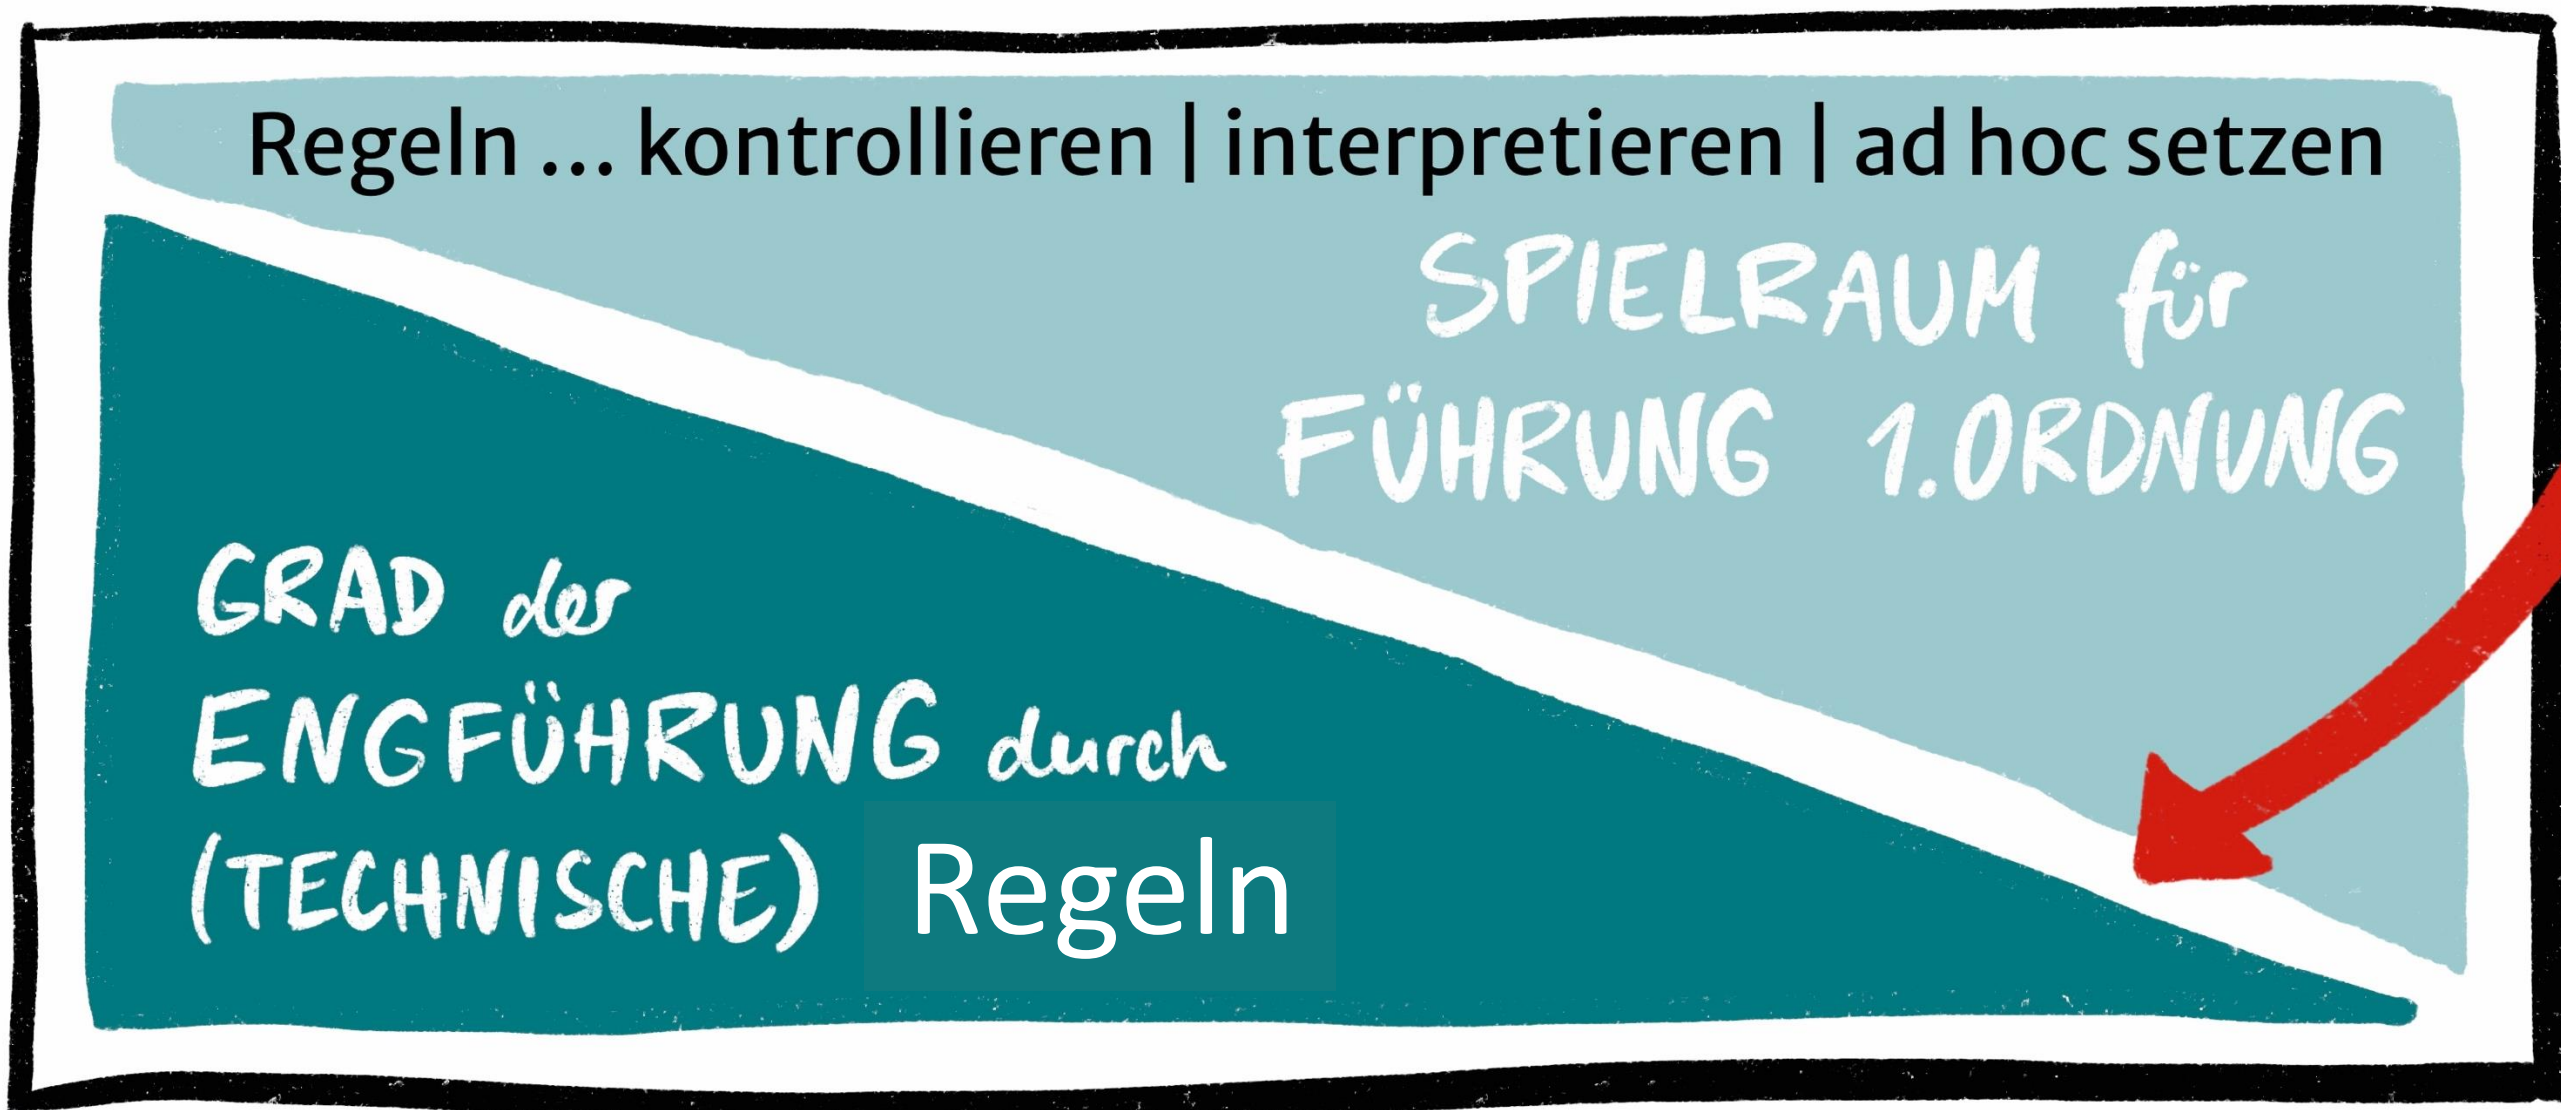 Regeln ... kontrollieren | interpretieren | ad hoc setzen
SPIELRAUM für
FÜHRUNG 1.ORDNUNG
GRAD der
ENGFÜHRUNG durch
(TECHNISCHE) Regeln